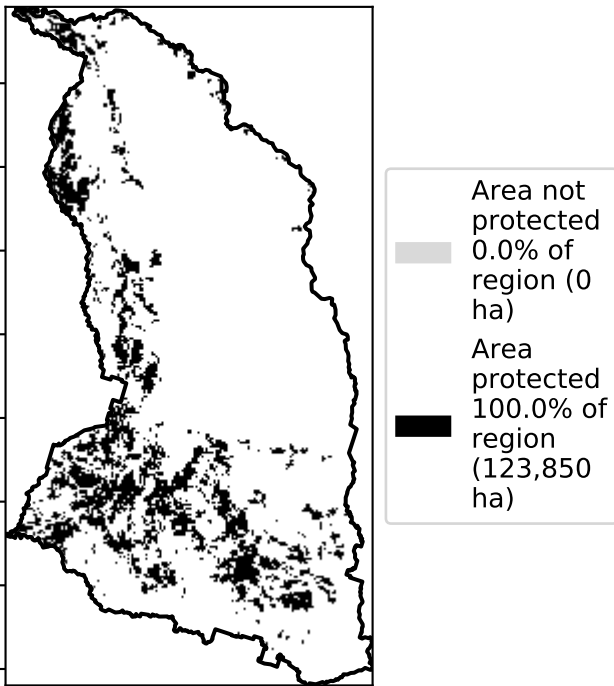 Area not
protected
0.0% of
region (0
ha)
Area
protected
100.0% of
region
(123,850
ha)